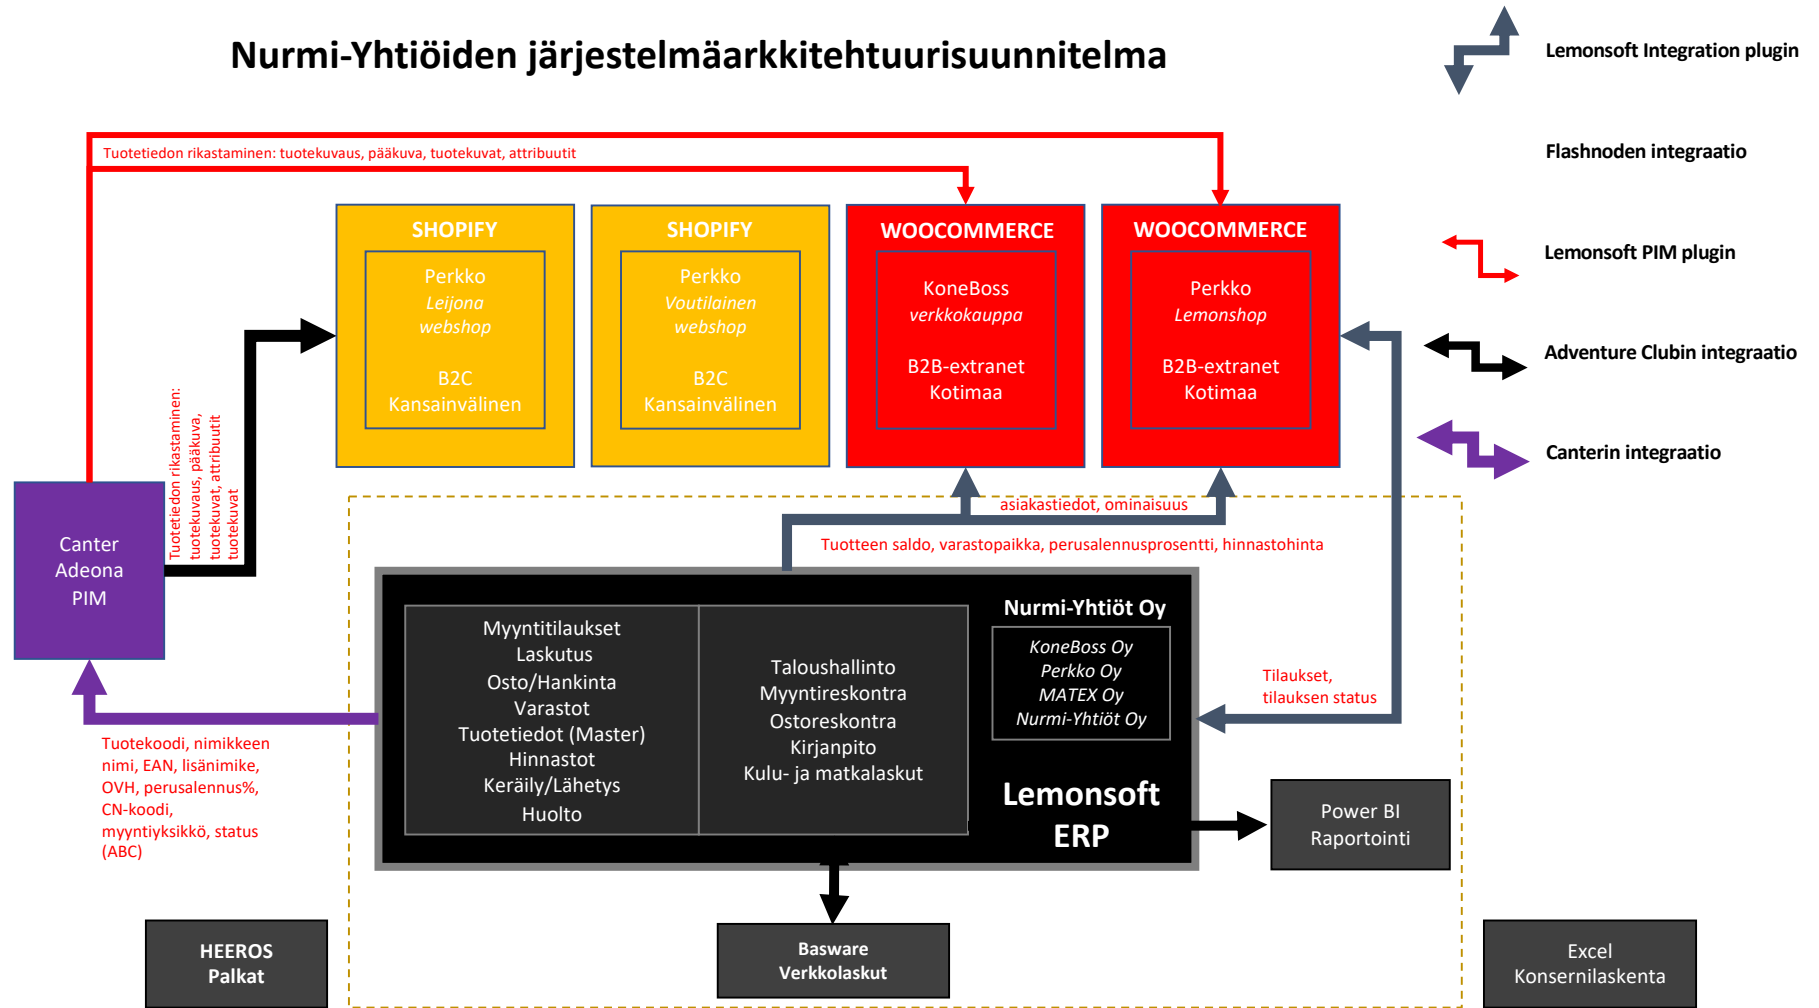 Nurmi-Yhtiöiden järjestelmäarkkitehtuurisuunnitelma
Lemonsoft Integration plugin
Flashnoden integraatio
Lemonsoft PIM plugin
Adventure Clubin integraatio
Canterin integraatio
Tuotetiedon rikastaminen: tuotekuvaus, pääkuva, tuotekuvat, attribuutit
SHOPIFY
Perkko
Leijona
webshop
B2C
Kansainvälinen
SHOPIFY
Perkko
Voutilainen
webshop
B2C
Kansainvälinen
WOOCOMMERCE
KoneBoss
verkkokauppa
B2B-extranet
Kotimaa
WOOCOMMERCE
Perkko
Lemonshop
B2B-extranet
Kotimaa
Tuotetiedon rikastaminen:
tuotekuvaus, pääkuva,
tuotekuvat, attribuutit
tuotekuvat
Canter
Adeona
PIM
asiakastiedot, ominaisuus
Tuotteen saldo, varastopaikka, perusalennusprosentti, hinnastohinta
Myyntitilaukset
Laskutus
Osto/Hankinta
Varastot
Tuotetiedot (Master)
Hinnastot
Keräily/Lähetys
Huolto
Taloushallinto
Myyntireskontra
Ostoreskontra
Kirjanpito
Kulu- ja matkalaskut
Nurmi-Yhtiöt Oy
KoneBoss Oy
Perkko Oy
MATEX Oy
Nurmi-Yhtiöt Oy
Lemonsoft
ERP
Tilaukset,
tilauksen status
Tuotekoodi, nimikkeen
nimi, EAN, lisänimike,
OVH, perusalennus%,
CN-koodi,
myyntiyksikkö, status
(ABC)
Power BI
Raportointi
HEEROS
Palkat
Basware
Verkkolaskut
Excel
Konsernilaskenta